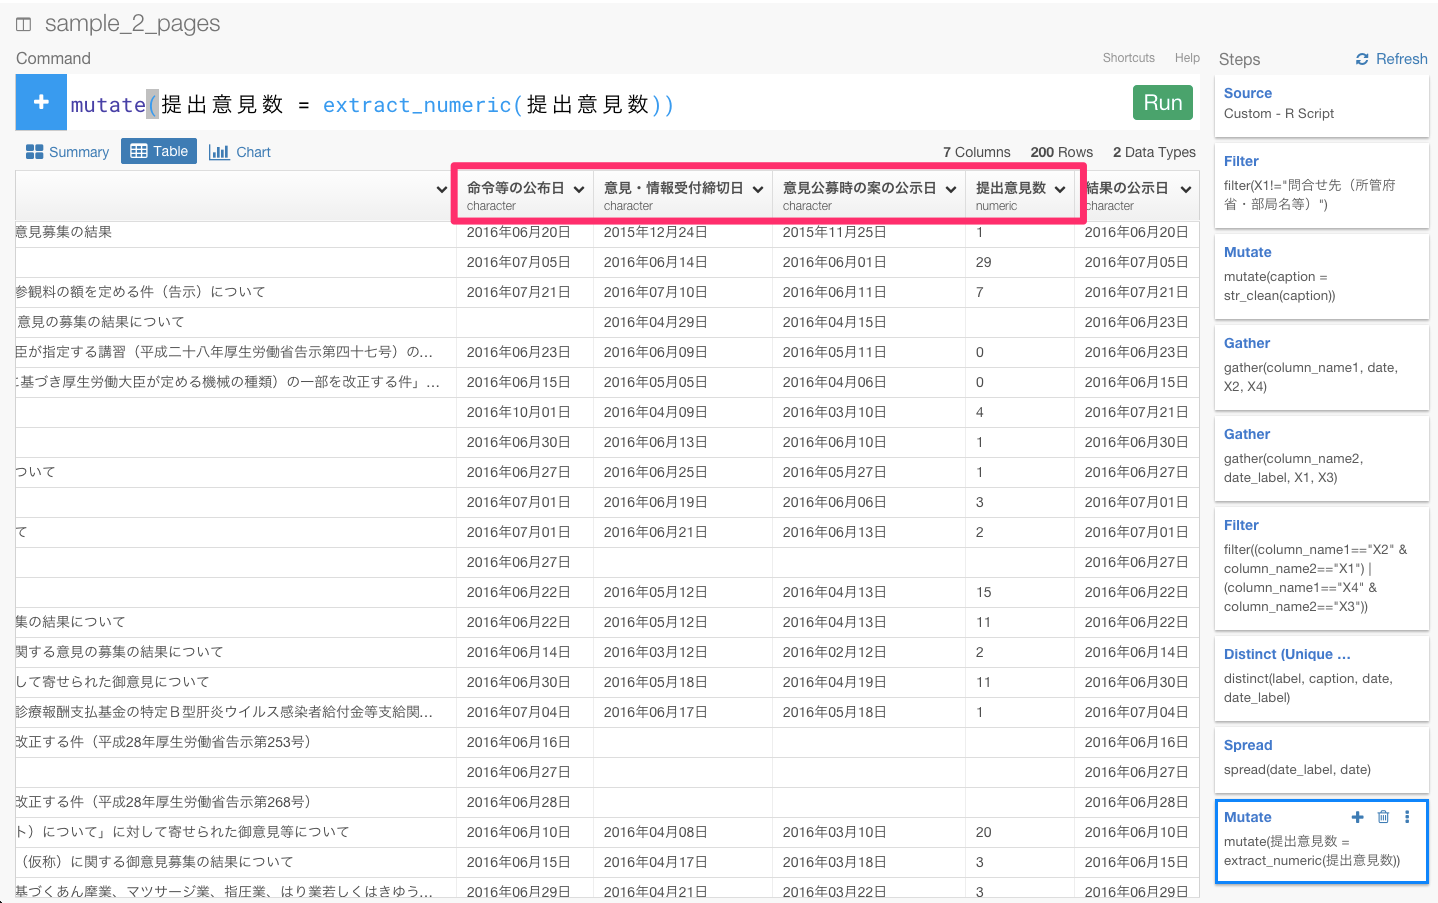 sample_2_pages
Command
Shortcuts Help
mutate(提出意見数 = extract_numeric(提出意見数))
Run
Summary Table Chart
7 Columns 200 Rows 2 Data Types
命令等の公布日 意見・情報受付締切日 意見公募時の案の公示日 提出意見数 結果の公示日
character character character numeric character
意見募集の結果 2016年06月20日 2015年12月24日 2015年11月25日 1 2016年06月20日
2016年07月05日 2016年06月14日 2016年06月01日 29 2016年07月05日
参観料の額を定める件（告示）について 2016年07月21日 2016年07月10日 2016年06月11日 7 2016年07月21日
意見の募集の結果について 2016年04月29日 2016年04月15日 2016年06月23日
臣が指定する講習（平成二十八年厚生労働省告示第四十七号）の... 2016年06月23日 2016年06月09日 2016年05月11日 0 2016年06月23日
に基づき厚生労働大臣が定める機械の種類）の一部を改正する件」... 2016年06月15日 2016年05月05日 2016年04月06日 0 2016年06月15日
2016年10月01日 2016年04月09日 2016年03月10日 4 2016年07月21日
2016年06月30日 2016年06月13日 2016年06月10日 1 2016年06月30日
ついて 2016年06月27日 2016年06月25日 2016年05月27日 1 2016年06月27日
2016年07月01日 2016年06月19日 2016年06月06日 3 2016年07月01日
て 2016年07月01日 2016年06月21日 2016年06月13日 2 2016年07月01日
2016年06月27日 2016年06月27日
2016年06月22日 2016年05月12日 2016年04月13日 15 2016年06月22日
集の結果について 2016年06月22日 2016年05月12日 2016年04月13日 11 2016年06月22日
関する意見の募集の結果について 2016年06月14日 2016年03月12日 2016年02月12日 2 2016年06月14日
して寄せられた御意見について 2016年06月30日 2016年05月18日 2016年04月19日 11 2016年06月30日
診療報酬支払基金の特定Ｂ型肝炎ウイルス感染者給付金等支給関... 2016年07月04日 2016年06月17日 2016年05月18日 1 2016年07月04日
改正する件（平成28年厚生労働省告示第253号） 2016年06月16日 2016年06月16日
2016年06月27日 2016年06月27日
改正する件（平成28年厚生労働省告示第268号） 2016年06月28日 2016年06月28日
ト）について」に対して寄せられた御意見等について 2016年06月10日 2016年04月08日 2016年03月10日 20 2016年06月10日
（仮称）に関する御意見募集の結果について 2016年06月15日 2016年04月17日 2016年03月18日 3 2016年06月15日
基づくあん摩業、マツサージ業、指圧業、はり業若しくはきゆう... 2016年06月29日 2016年04月21日 2016年03月22日 3 2016年06月29日
Steps Refresh
Source
Custom - R Script
Filter
filter(X1!="問合せ先（所管府
省・部局名等）")
Mutate
mutate(caption =
str_clean(caption))
Gather
gather(column_name1, date,
X2, X4)
Gather
gather(column_name2,
date_label, X1, X3)
Filter
filter((column_name1=="X2" &
column_name2=="X1") |
(column_name1=="X4" &
column_name2=="X3"))
Distinct (Unique ...
distinct(label, caption, date,
date_label)
Spread
spread(date_label, date)
Mutate
mutate(提出意見数 =
extract_numeric(提出意見数))